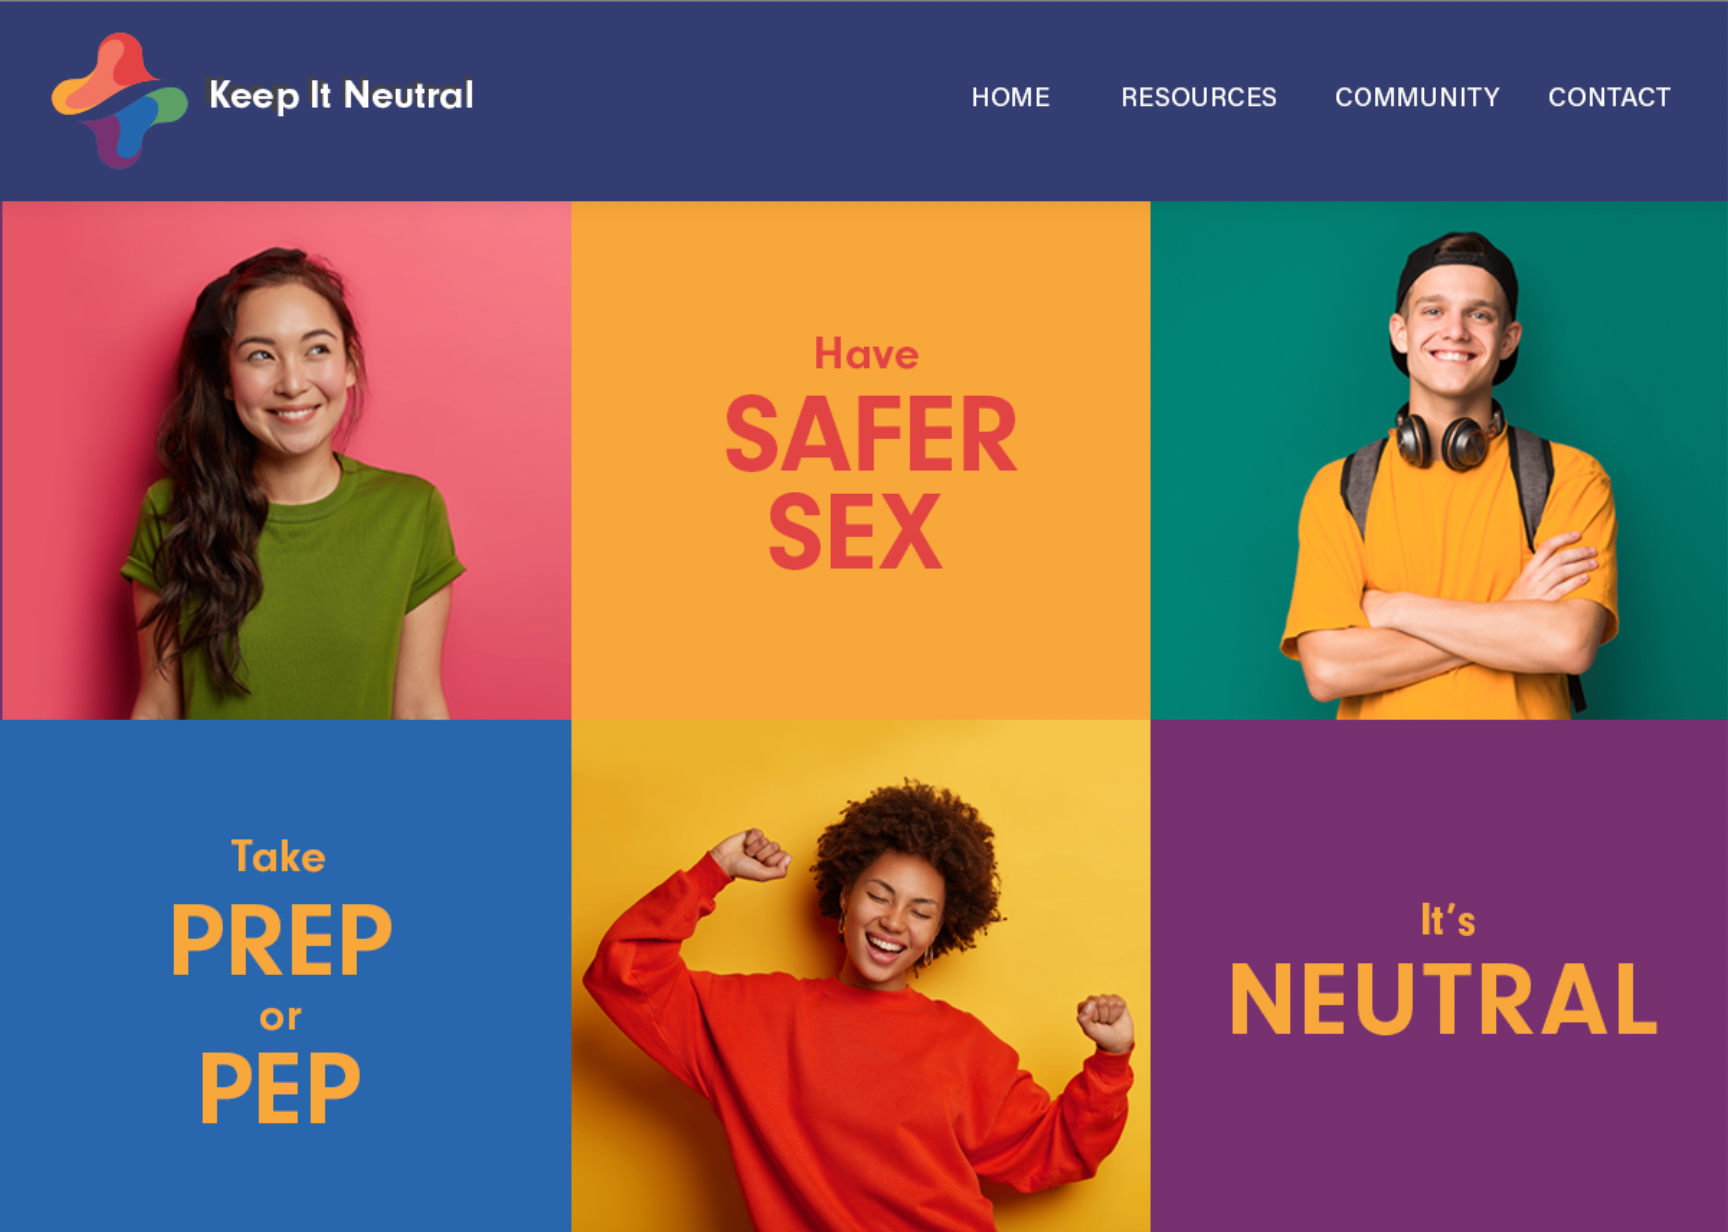 Keep It Neutral
HOME RESOURCES COMMUNITY CONTACT
Have
SAFER
SEX
Take
PREP
or
PEP
It's
NEUTRAL